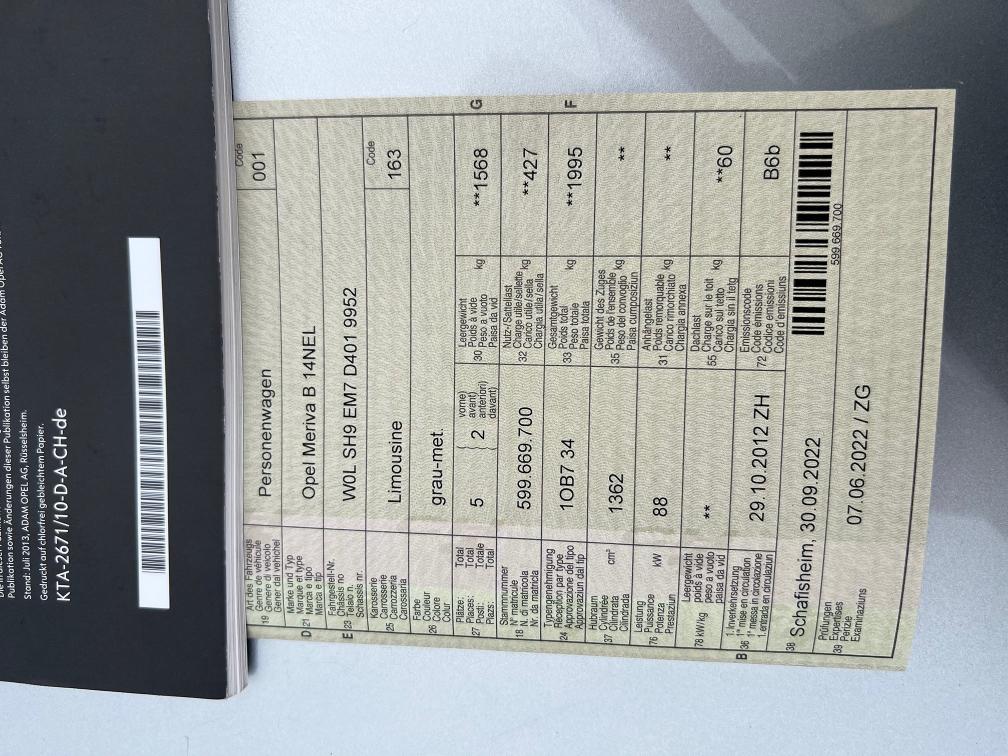 Publikation sowie Änderungen dieser Publikation selbst bleiben der Adam Opel AG
Stand: Juli 2013, ADAM OPEL AG, Rüsselsheim.
Gedruckt auf chlorfrei gebleichtem Papier.
KTA-2671/10-D-A-CH-de
19 Art des Fahrzeugs Personenwagen Code 001
Genre de véhicule
Genere di veicolo
Gener dal vehichel
D 21 Marke und Typ Opel Meriva B 14NEL
Marque et type
Marca e tipo
Marca e tip
E 23 Fahrgestell-Nr. W0L SH9 EM7 D401 9952
Châssis no
Telaio n.
Schassis nr.
25 Karosserie Limousine Code 163
Carrosserie
Carrozzeria
Carossaria
26 Farbe grau-met.
Couleur
Colore
Colur
27 Plätze: Total 5 ( 2 vorne)
Places: Total avant)
Posti: Totale anteriori)
Plazs: Total davant)
30 Leergewicht kg **1568 G
Poids à vide
Peso a vuoto
Paisa da vid
18 Stammnummer 599.669.700
N° matricule
N. di matricola
Nr. da matricla
32 Nutz-/Sattellast kg **427
Charge utile/sellette
Carico utile/sella
Chargia utila/sella
24 Typengenehmigung 1OB7 34
Réception par type
Approvazione del tipo
Approvaziun dal tip
33 Gesamtgewicht kg **1995 F
Poids total
Peso totale
Paisa totala
37 Hubraum cm³ 1362
Cylindrée
Cilindrata
Cilindrada
35 Gewicht des Zuges kg **
Poids de l'ensemble
Peso del convoglio
Paisa cumposiziun
76 Leistung kW 88
Puissance
Potenza
Prestaziun
31 Anhängelast kg **
Poids remorquable
Carico rimorchiato
Chargia annexa
78 kW/kg Leergewicht **
poids à vide
peso a vuoto
paisa da vid
55 Dachlast kg **60
Charge sur le toit
Carico sul tetto
Chargia sin il tetg
B 36 1. Inverkehrsetzung 29.10.2012 ZH
1re mise en circulation
1a messa in circolazione
1. entrada en circulaziun
72 Emissionscode B6b
Code émissions
Codice emissioni
Code d'emissiuns
38 Schafisheim, 30.09.2022
599.669.700
39 Prüfungen 07.06.2022 / ZG
Expertises
Perizie
Examinaziuns